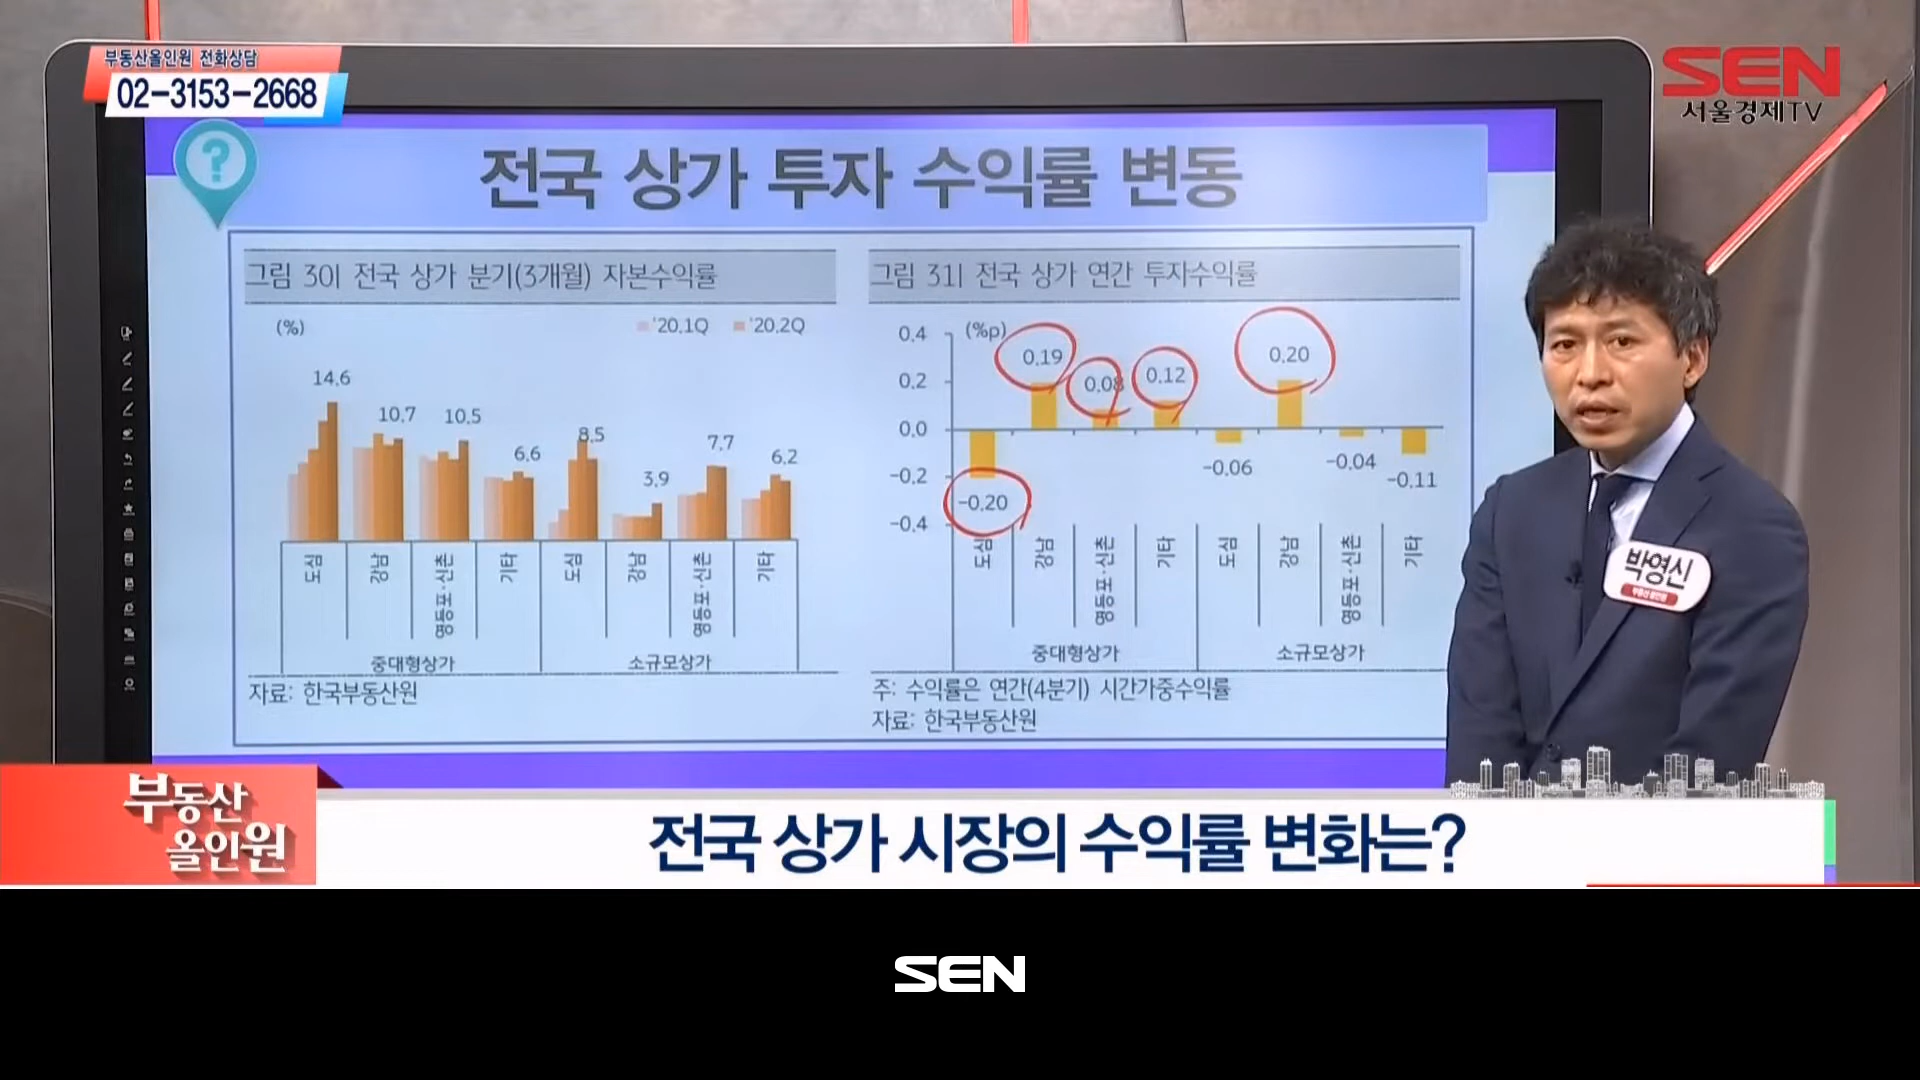 부동산올인원 전화상담
02-3153-2668
SEN
서울경제TV
?
전국 상가 투자 수익률 변동
그림 30| 전국 상가 분기(3개월) 자본수익률
(%)
'20.1Q '20.2Q
14.6
10.7
10.5
6.6
8.5
3.9
7.7
6.2
도심 강남 영등포·신촌 기타 도심 강남 영등포·신촌 기타
중대형상가 소규모상가
자료: 한국부동산원
그림 31| 전국 상가 연간 투자수익률
(%p)
0.4
0.2
0.0
-0.2
-0.4
-0.20
0.19
0.08
0.12
-0.06
0.20
-0.04
-0.11
도심 강남 영등포·신촌 기타 도심 강남 영등포·신촌 기타
중대형상가 소규모상가
주: 수익률은 연간(4분기) 시간가중수익률
자료: 한국부동산원
박영신
부동산
올인원
전국 상가 시장의 수익률 변화는?
SEN